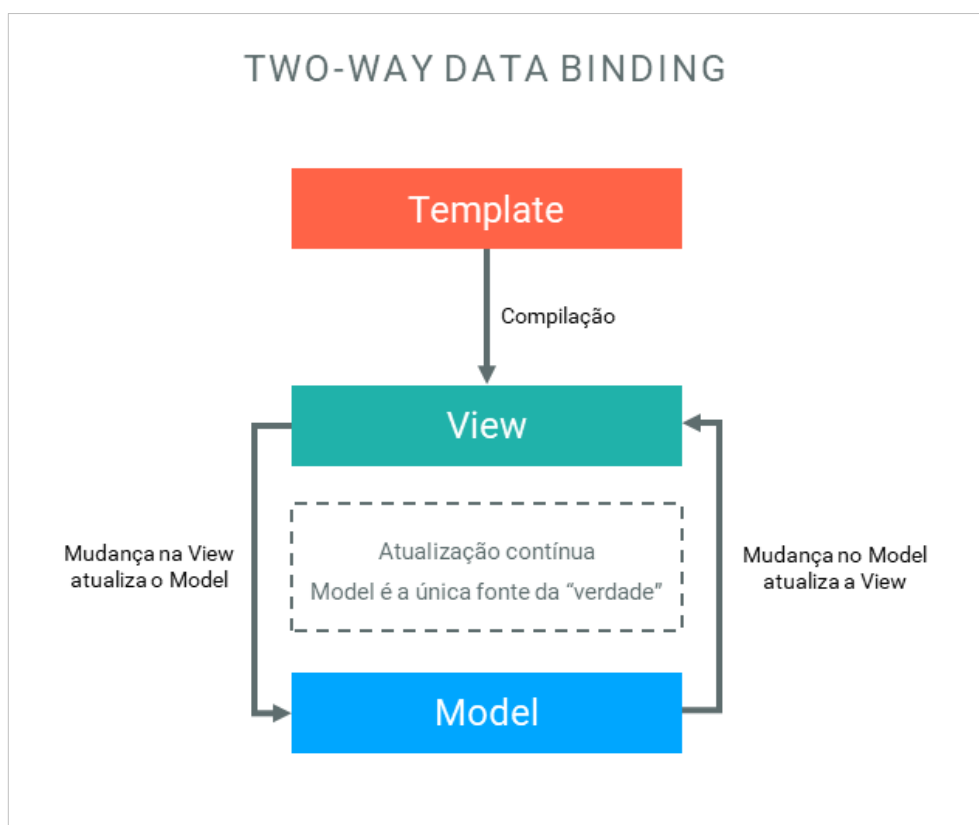 TWO-WAY DATA BINDING
Template
Compilação
View
Mudança na View
atualiza o Model
Atualização contínua
Model é a única fonte da “verdade”
Mudança no Model
atualiza a View
Model